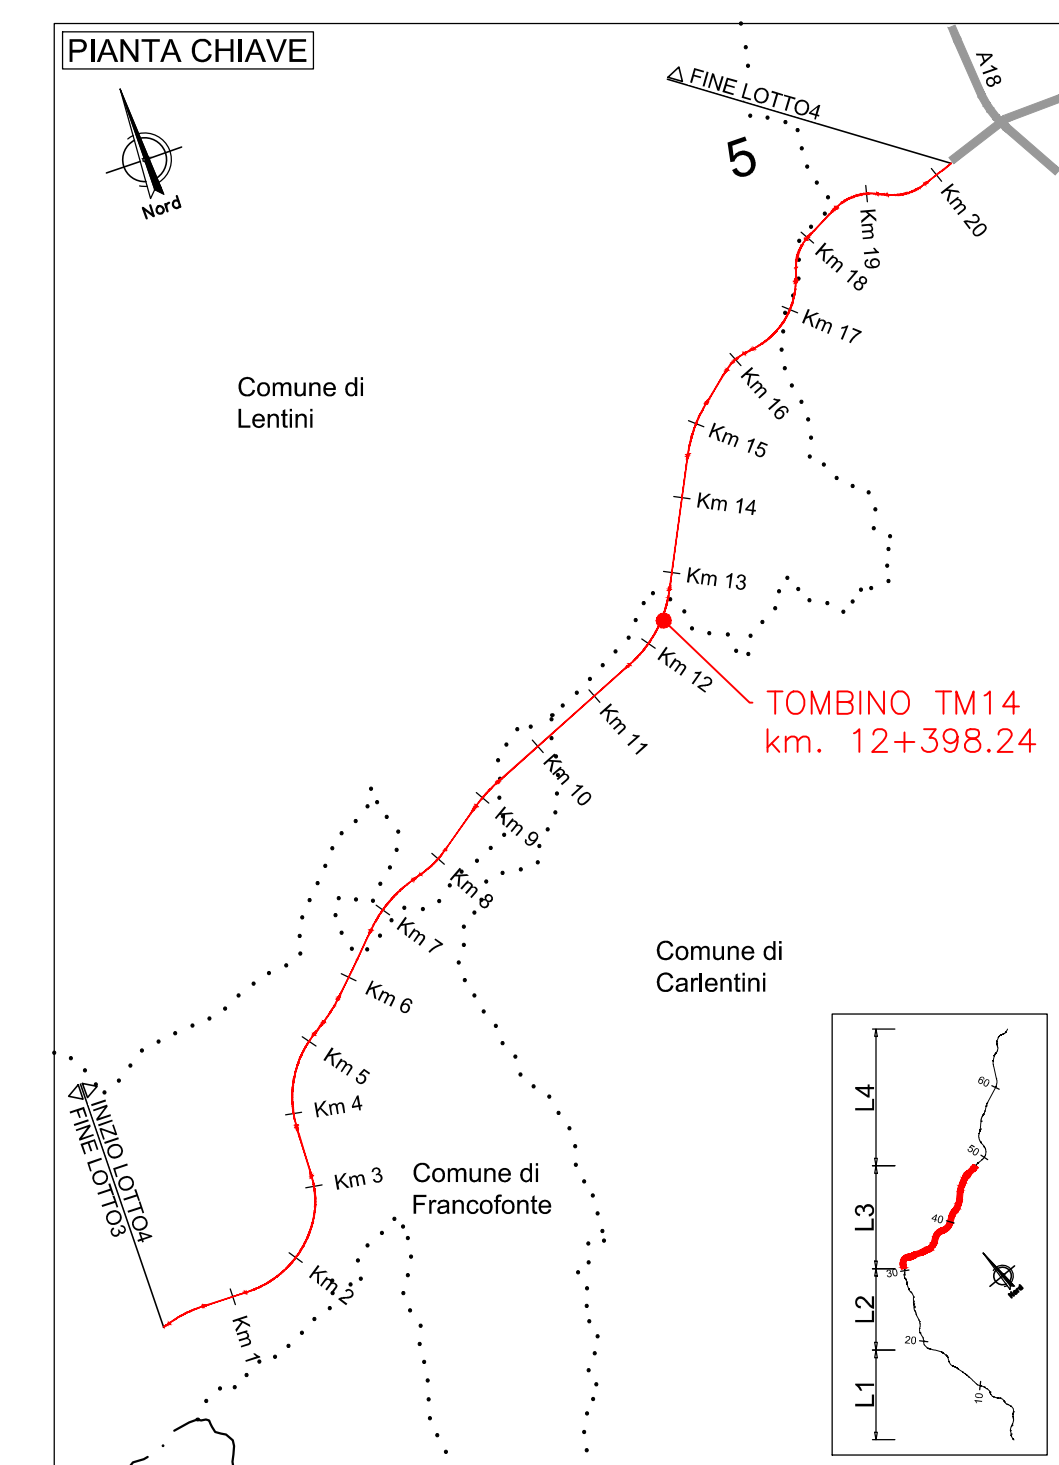 PIANTA CHIAVE
A18
FINE LOTTO4
5
Nord
Km 20
Km 19
Km 18
Km 17
Comune di
Lentini
Km 16
Km 15
Km 14
Km 13
Km 12
TOMBINO TM14
km. 12+398.24
Km 11
Km 10
Km 9
Km 8
Km 7
Comune di
Carlentini
Km 6
Km 5
Km 4
INIZIO LOTTO4
FINE LOTTO3
Km 3
Comune di
Francofonte
Km 2
Km 1
L4
60
50
L3
40
30
L2
20
L1
10